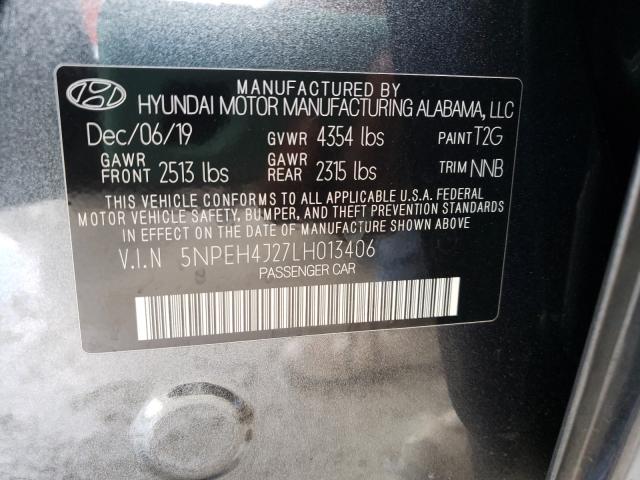 MANUFACTURED BY
HYUNDAI MOTOR MANUFACTURING ALABAMA, LLC
Dec/06/19 GVWR 4354 lbs PAINT T2G
GAWR FRONT 2513 lbs GAWR REAR 2315 lbs TRIM NNB
THIS VEHICLE CONFORMS TO ALL APPLICABLE U.S.A. FEDERAL
MOTOR VEHICLE SAFETY, BUMPER, AND THEFT PREVENTION STANDARDS
IN EFFECT ON THE DATE OF MANUFACTURE SHOWN ABOVE.
V.I.N 5NPEH4J27LH013406
PASSENGER CAR